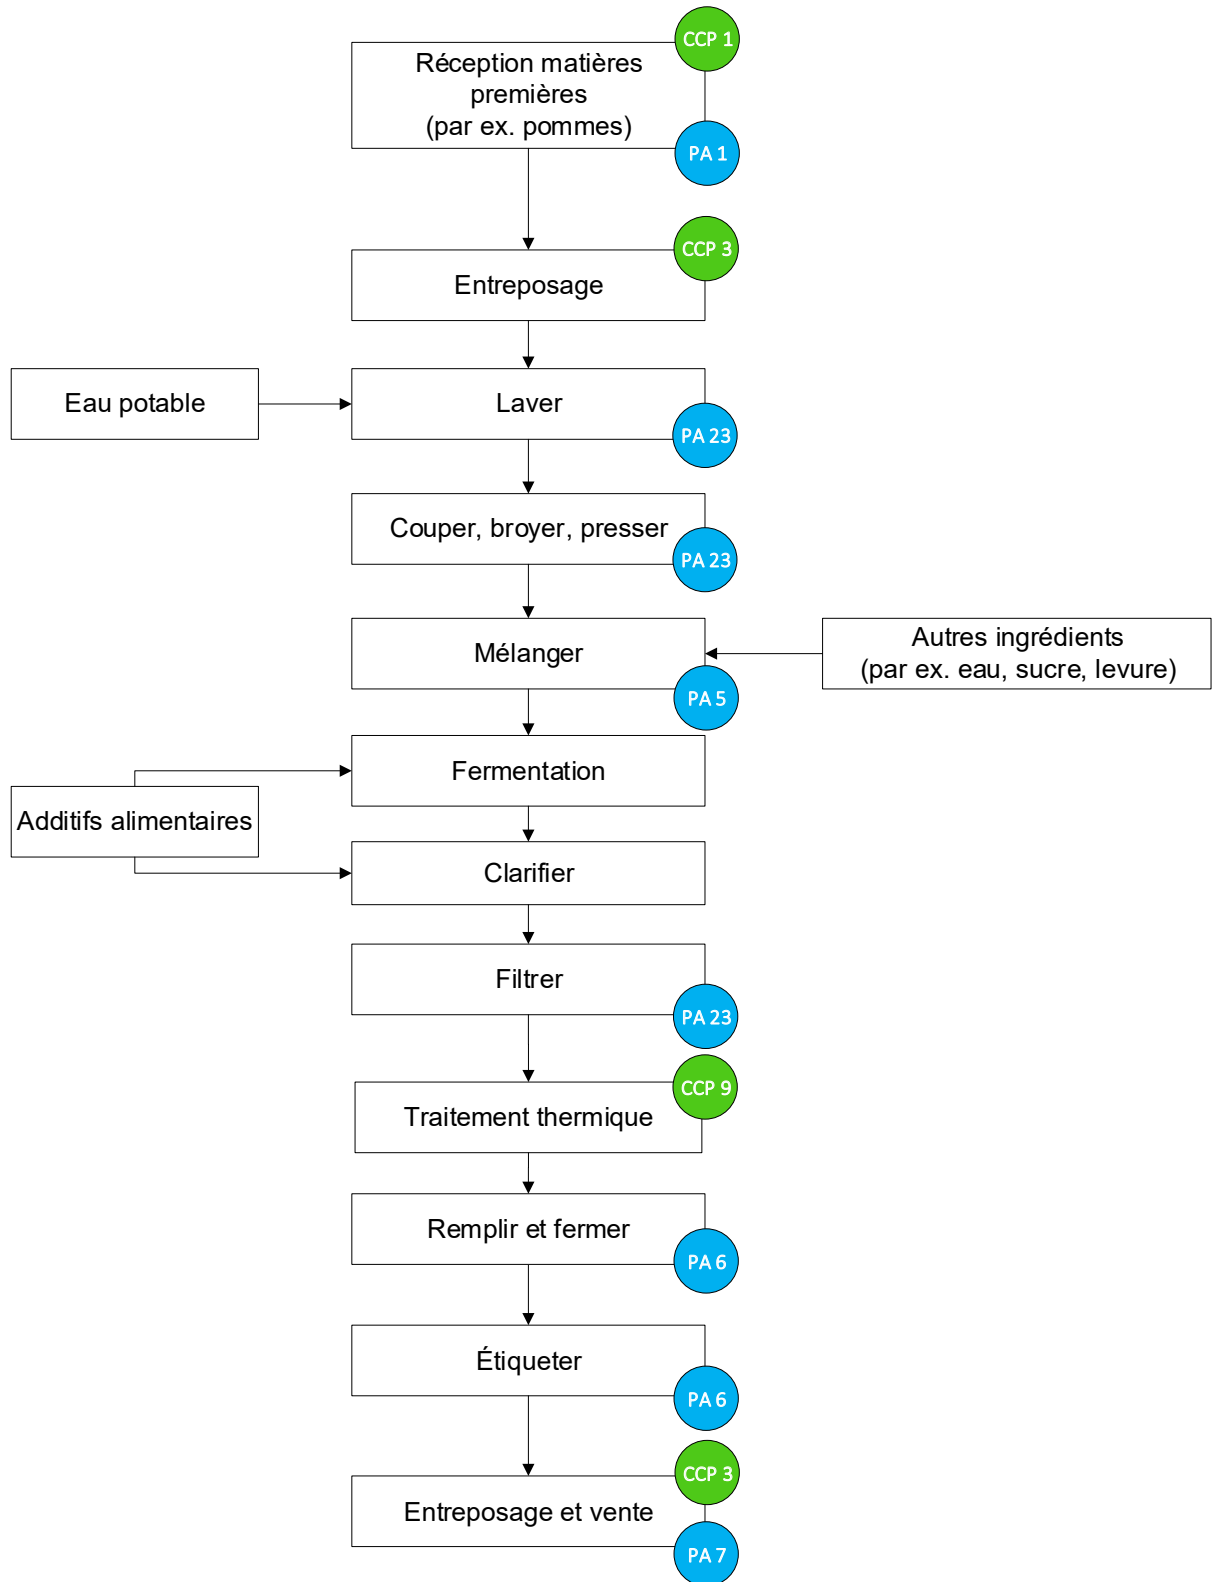 CCP 1
Réception matières
premières
(par ex. pommes)
PA 1
CCP 3
Entreposage
Eau potable
Laver
PA 23
Couper, broyer, presser
PA 23
Mélanger
Autres ingrédients
(par ex. eau, sucre, levure)
PA 5
Fermentation
Additifs alimentaires
Clarifier
Filtrer
PA 23
CCP 9
Traitement thermique
Remplir et fermer
PA 6
Étiqueter
PA 6
CCP 3
Entreposage et vente
PA 7